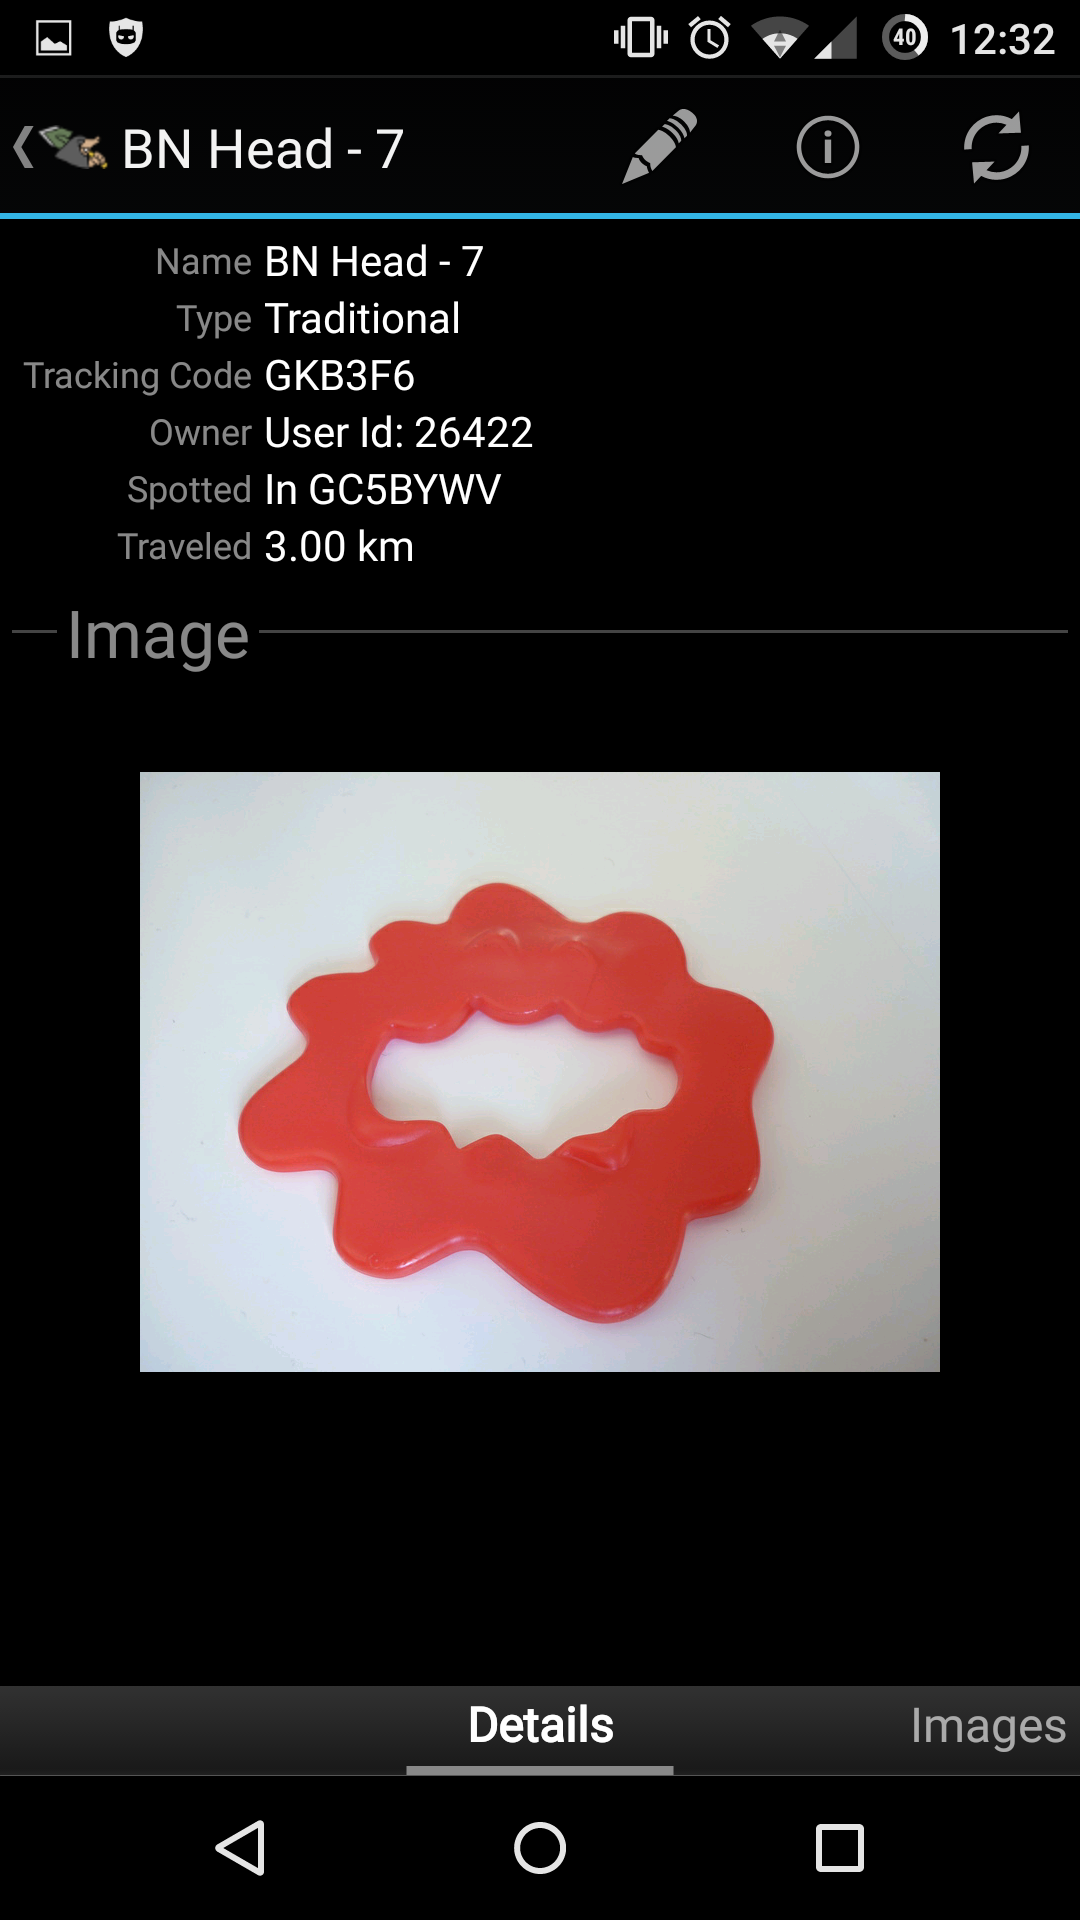 40 12:32
BN Head - 7
Name BN Head - 7
Type Traditional
Tracking Code GKB3F6
Owner User Id: 26422
Spotted In GC5BYWV
Traveled 3.00 km
Image
Details Images